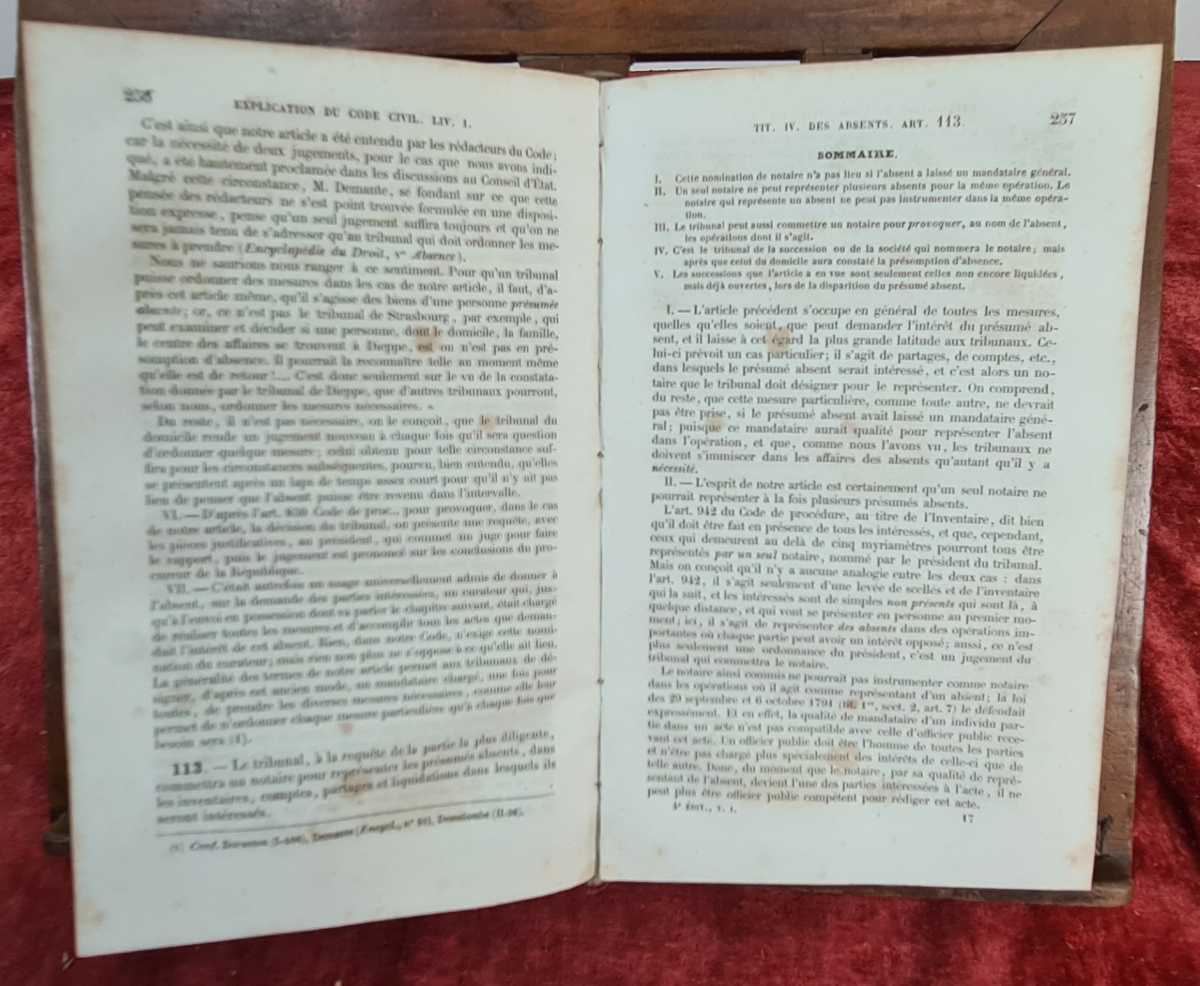 256
EXPLICATION DU CODE CIVIL. LIV. I.
C'est ainsi que notre article a été entendu par les rédacteurs du Code;
car la nécessité de deux jugements, pour le cas que nous avons indi-
qué, a été hautement proclamée dans les discussions au Conseil d'État.
Malgré cette circonstance, M. Demante, se fondant sur ce que cette
pensée des rédacteurs ne s'est point trouvée formulée en une disposi-
tion expresse, pense qu'un seul jugement suffira toujours et qu'on ne
sera jamais tenu de s'adresser qu'au tribunal qui doit ordonner les me-
sures à prendre (Encyclopédie du Droit, v° Absence).
Nous ne saurions nous ranger à ce sentiment. Pour qu'un tribunal
puisse ordonner des mesures dans les cas de notre article, il faut, d'a-
près cet article même, qu'il s'agisse des biens d'une personne présumée
absente; or, ce n'est pas le tribunal de Strasbourg, par exemple, qui
peut examiner et décider si une personne, dont le domicile, la famille,
le centre des affaires se trouvent à Dieppe, est ou n'est pas en pré-
somption d'absence. Il pourrait la reconnaître telle au moment même
qu'elle est de retour!... C'est donc seulement sur le vu de la constata-
tion donnée par le tribunal de Dieppe, que d'autres tribunaux pourront,
selon nous, ordonner les mesures nécessaires.
Du reste, il n'est pas nécessaire, on le conçoit, que le tribunal du
domicile rende un jugement nouveau à chaque fois qu'il sera question
d'ordonner quelque mesure; celui obtenu pour telle circonstance suf-
fira pour les circonstances subséquentes, pourvu, bien entendu, qu'elles
se présentent après un laps de temps assez court pour qu'il n'y ait pas
lieu de penser que l'absent puisse être revenu dans l'intervalle.
VI. — D'après l'art. Code de proc., pour provoquer, dans le cas
de notre article, la décision du tribunal, on présente une requête, avec
les pièces justificatives, au président, qui commet un juge pour faire
le rapport, puis le jugement est prononcé sur les conclusions du pro-
cureur de la République.
VII. — C'était autrefois un usage universellement admis de donner à
l'absent, sur la demande des parties intéressées, un curateur qui, jus-
qu'à l'envoi en possession dont va parler le chapitre suivant, était chargé
de réaliser toutes les mesures et d'accomplir tous les actes que deman-
dait l'intérêt de cet absent. Rien, dans notre Code, n'exige cette nomi-
nation du curateur; mais rien non plus ne s'oppose à ce qu'elle ait lieu.
La généralité des termes de notre article permet aux tribunaux de dé-
signer, d'après cet ancien mode, un mandataire chargé, une fois pour
toutes, de prendre les diverses mesures nécessaires, comme elle leur
permet de n'ordonner chaque mesure particulière qu'à chaque fois que
besoin sera (1).
113. — Le tribunal, à la requête de la partie la plus diligente,
commettra un notaire pour représenter les présumés absents, dans
les inventaires, comptes, partages et liquidations dans lesquels ils
seront intéressés.
(1) Conf. Duranton Demante (Encycl., Demolombe
TIT. IV. DES ABSENTS. ART. 113.
257
SOMMAIRE.
I. Cette nomination de notaire n'a pas lieu si l'absent a laissé un mandataire général.
II. Un seul notaire ne peut représenter plusieurs absents pour la même opération. Le
notaire qui représente un absent ne peut pas instrumenter dans la même opéra-
tion.
III. Le tribunal peut aussi commettre un notaire pour provoquer, au nom de l'absent,
les opérations dont il s'agit.
IV. C'est le tribunal de la succession ou de la société qui nommera le notaire; mais
après que celui du domicile aura constaté la présomption d'absence.
V. Les successions que l'article a en vue sont seulement celles non encore liquidées,
mais déjà ouvertes, lors de la disparition du présumé absent.
I. — L'article précédent s'occupe en général de toutes les mesures,
quelles qu'elles soient, que peut demander l'intérêt du présumé ab-
sent, et il laisse à cet égard la plus grande latitude aux tribunaux. Ce-
lui-ci prévoit un cas particulier; il s'agit de partages, de comptes, etc.,
dans lesquels le présumé absent serait intéressé, et c'est alors un no-
taire que le tribunal doit désigner pour le représenter. On comprend,
du reste, que cette mesure particulière, comme toute autre, ne devrait
pas être prise, si le présumé absent avait laissé un mandataire géné-
ral; puisque ce mandataire aurait qualité pour représenter l'absent
dans l'opération, et que, comme nous l'avons vu, les tribunaux ne
doivent s'immiscer dans les affaires des absents qu'autant qu'il y a
nécessité.
II. — L'esprit de notre article est certainement qu'un seul notaire ne
pourrait représenter à la fois plusieurs présumés absents.
L'art. 942 du Code de procédure, au titre de l'Inventaire, dit bien
qu'il doit être fait en présence de tous les intéressés, et que, cependant,
ceux qui demeurent au delà de cinq myriamètres pourront tous être
représentés par un seul notaire, nommé par le président du tribunal.
Mais on conçoit qu'il n'y a aucune analogie entre les deux cas : dans
l'art. 942, il s'agit seulement d'une levée de scellés et de l'inventaire
qui la suit, et les intéressés sont de simples non présents qui sont là, à
quelque distance, et qui vont se présenter en personne au premier mo-
ment; ici, il s'agit de représenter des absents dans des opérations im-
portantes où chaque partie peut avoir un intérêt opposé; aussi, ce n'est
plus seulement une ordonnance du président, c'est un jugement du
tribunal qui commettra le notaire.
Le notaire ainsi commis ne pourrait pas instrumenter comme notaire
dans les opérations où il agit comme représentant d'un absent; la loi
des 29 septembre et 6 octobre 1791 (tit. 1er, sect. 2, art. 7) le défendait
expressément. Et en effet, la qualité de mandataire d'un individu par-
tie dans un acte n'est pas compatible avec celle d'officier public rece-
vant cet acte. Un officier public doit être l'homme de toutes les parties
et n'être pas chargé plus spécialement des intérêts de celle-ci que de
telle autre. Donc, du moment que le notaire, par sa qualité de repré-
sentant de l'absent, devient l'une des parties intéressées à l'acte, il ne
peut plus être officier public compétent pour rédiger cet acte.
4e ÉDIT., T. I.
17